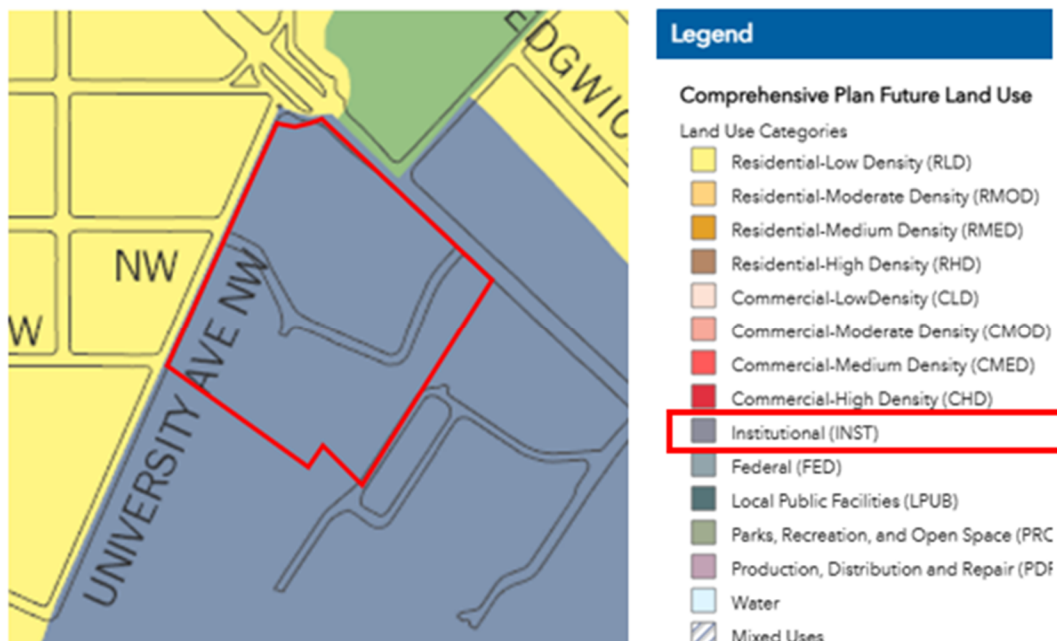 EDGWIC
NW
W
UNIVERSITY AVE NW
Legend
Comprehensive Plan Future Land Use
Land Use Categories
Residential-Low Density (RLD)
Residential-Moderate Density (RMOD)
Residential-Medium Density (RMED)
Residential-High Density (RHD)
Commercial-LowDensity (CLD)
Commercial-Moderate Density (CMOD)
Commercial-Medium Density (CMED)
Commercial-High Density (CHD)
Institutional (INST)
Federal (FED)
Local Public Facilities (LPUB)
Parks, Recreation, and Open Space (PRC
Production, Distribution and Repair (PDR
Water
Mixed Uses